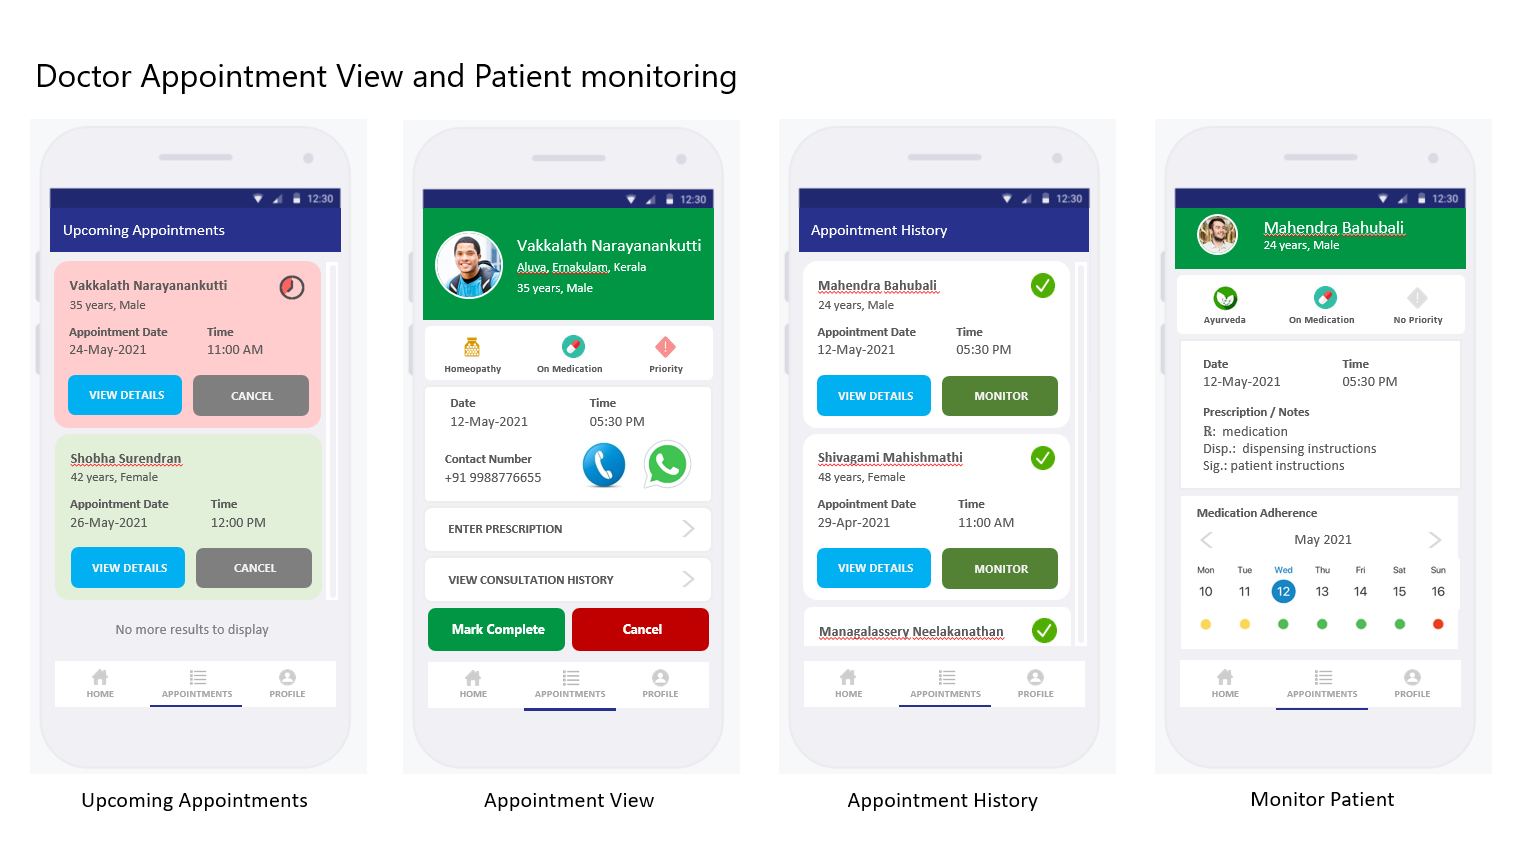 Doctor Appointment View and Patient monitoring
12:30
Upcoming Appointments
Vakkalath Narayanankutti
35 years, Male
Appointment Date Time
24-May-2021 11:00 AM
VIEW DETAILS CANCEL
Shobha Surendran
42 years, Female
Appointment Date Time
26-May-2021 12:00 PM
VIEW DETAILS CANCEL
No more results to display
HOME APPOINTMENTS PROFILE
Upcoming Appointments
12:30
Vakkalath Narayanankutti
Aluva, Ernakulam, Kerala
35 years, Male
Homeopathy On Medication Priority
Date Time
12-May-2021 05:30 PM
Contact Number
+91 9988776655
ENTER PRESCRIPTION
VIEW CONSULTATION HISTORY
Mark Complete Cancel
HOME APPOINTMENTS PROFILE
Appointment View
12:30
Appointment History
Mahendra Bahubali
24 years, Male
Appointment Date Time
12-May-2021 05:30 PM
VIEW DETAILS MONITOR
Shivagami Mahishmathi
48 years, Female
Appointment Date Time
29-Apr-2021 11:00 AM
VIEW DETAILS MONITOR
Managalassery Neelakanathan
HOME APPOINTMENTS PROFILE
Appointment History
12:30
Mahendra Bahubali
24 years, Male
Ayurveda On Medication No Priority
Date Time
12-May-2021 05:30 PM
Prescription / Notes
R: medication
Disp.: dispensing instructions
Sig.: patient instructions
Medication Adherence
May 2021
Mon Tue Wed Thu Fri Sat Sun
10 11 12 13 14 15 16
HOME APPOINTMENTS PROFILE
Monitor Patient